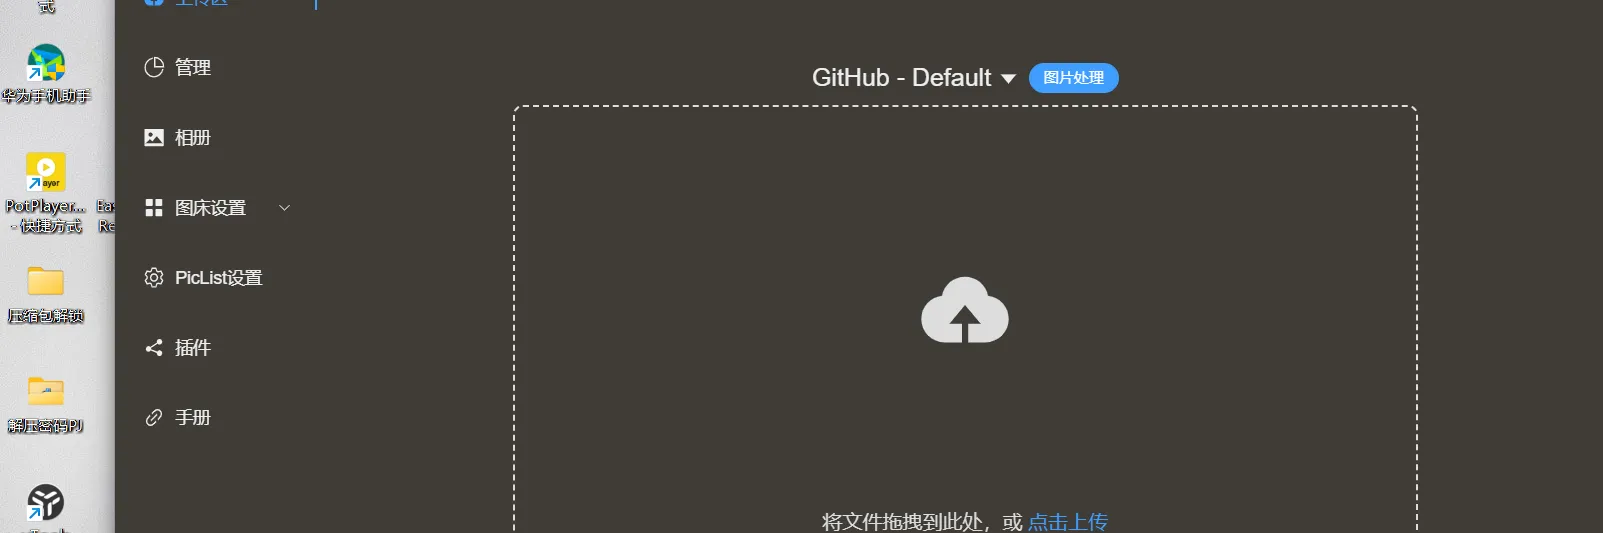 式
华为手机助手
PotPlayer...
- 快捷方式
Ea
Re
压缩包解锁
解压密码PJ
上传区
管理
相册
图床设置
PicList设置
插件
手册
GitHub - Default
图片处理
将文件拖拽到此处，或 点击上传